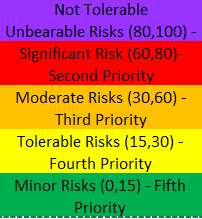 Not Tolerable
Unbearable Risks (80,100) -
Significant Risk (60,80)-
Second Priority
Moderate Risks (30,60) -
Third Priority
Tolerable Risks (15,30) -
Fourth Priority
Minor Risks (0,15) - Fifth
Priority